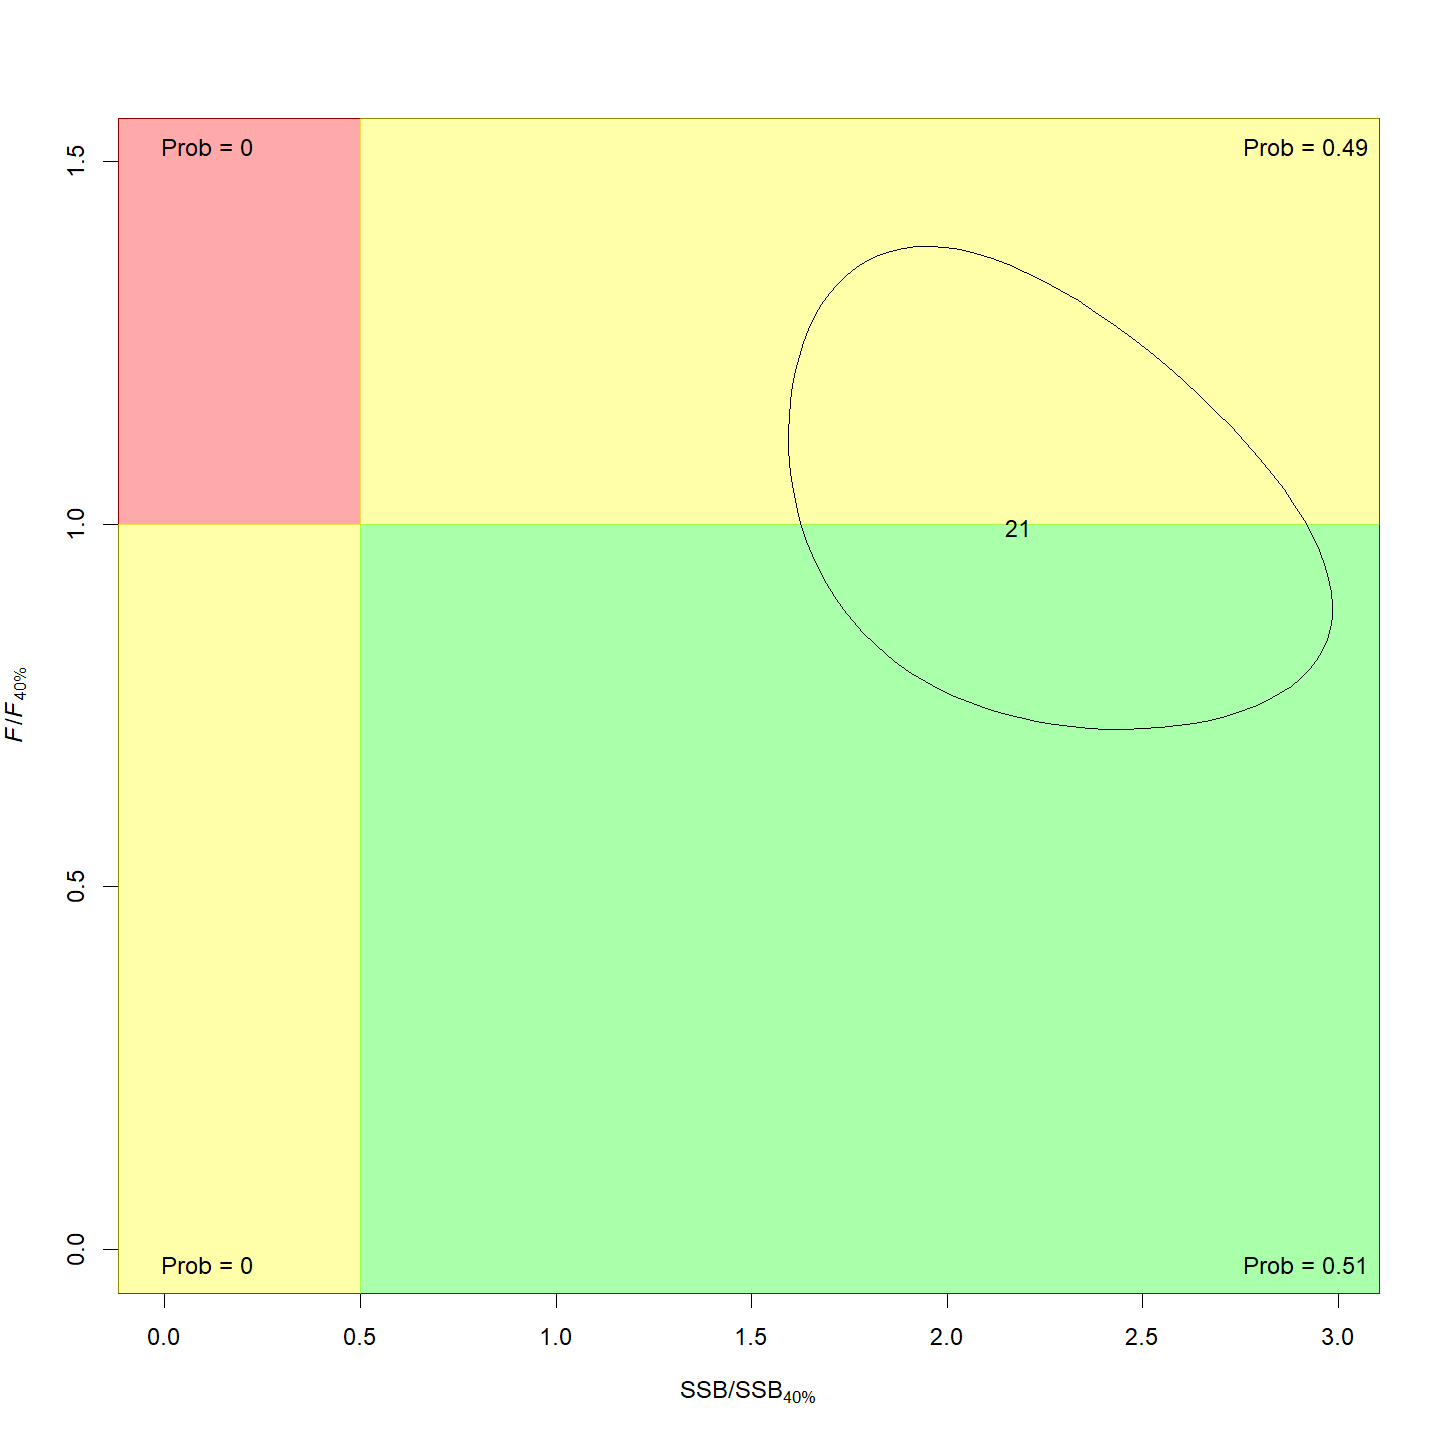 Prob = 0
Prob = 0.49
1.5
1.0
21
0.5
0.0
F/F40%
Prob = 0
Prob = 0.51
0.0 0.5 1.0 1.5 2.0 2.5 3.0
SSB/SSB40%